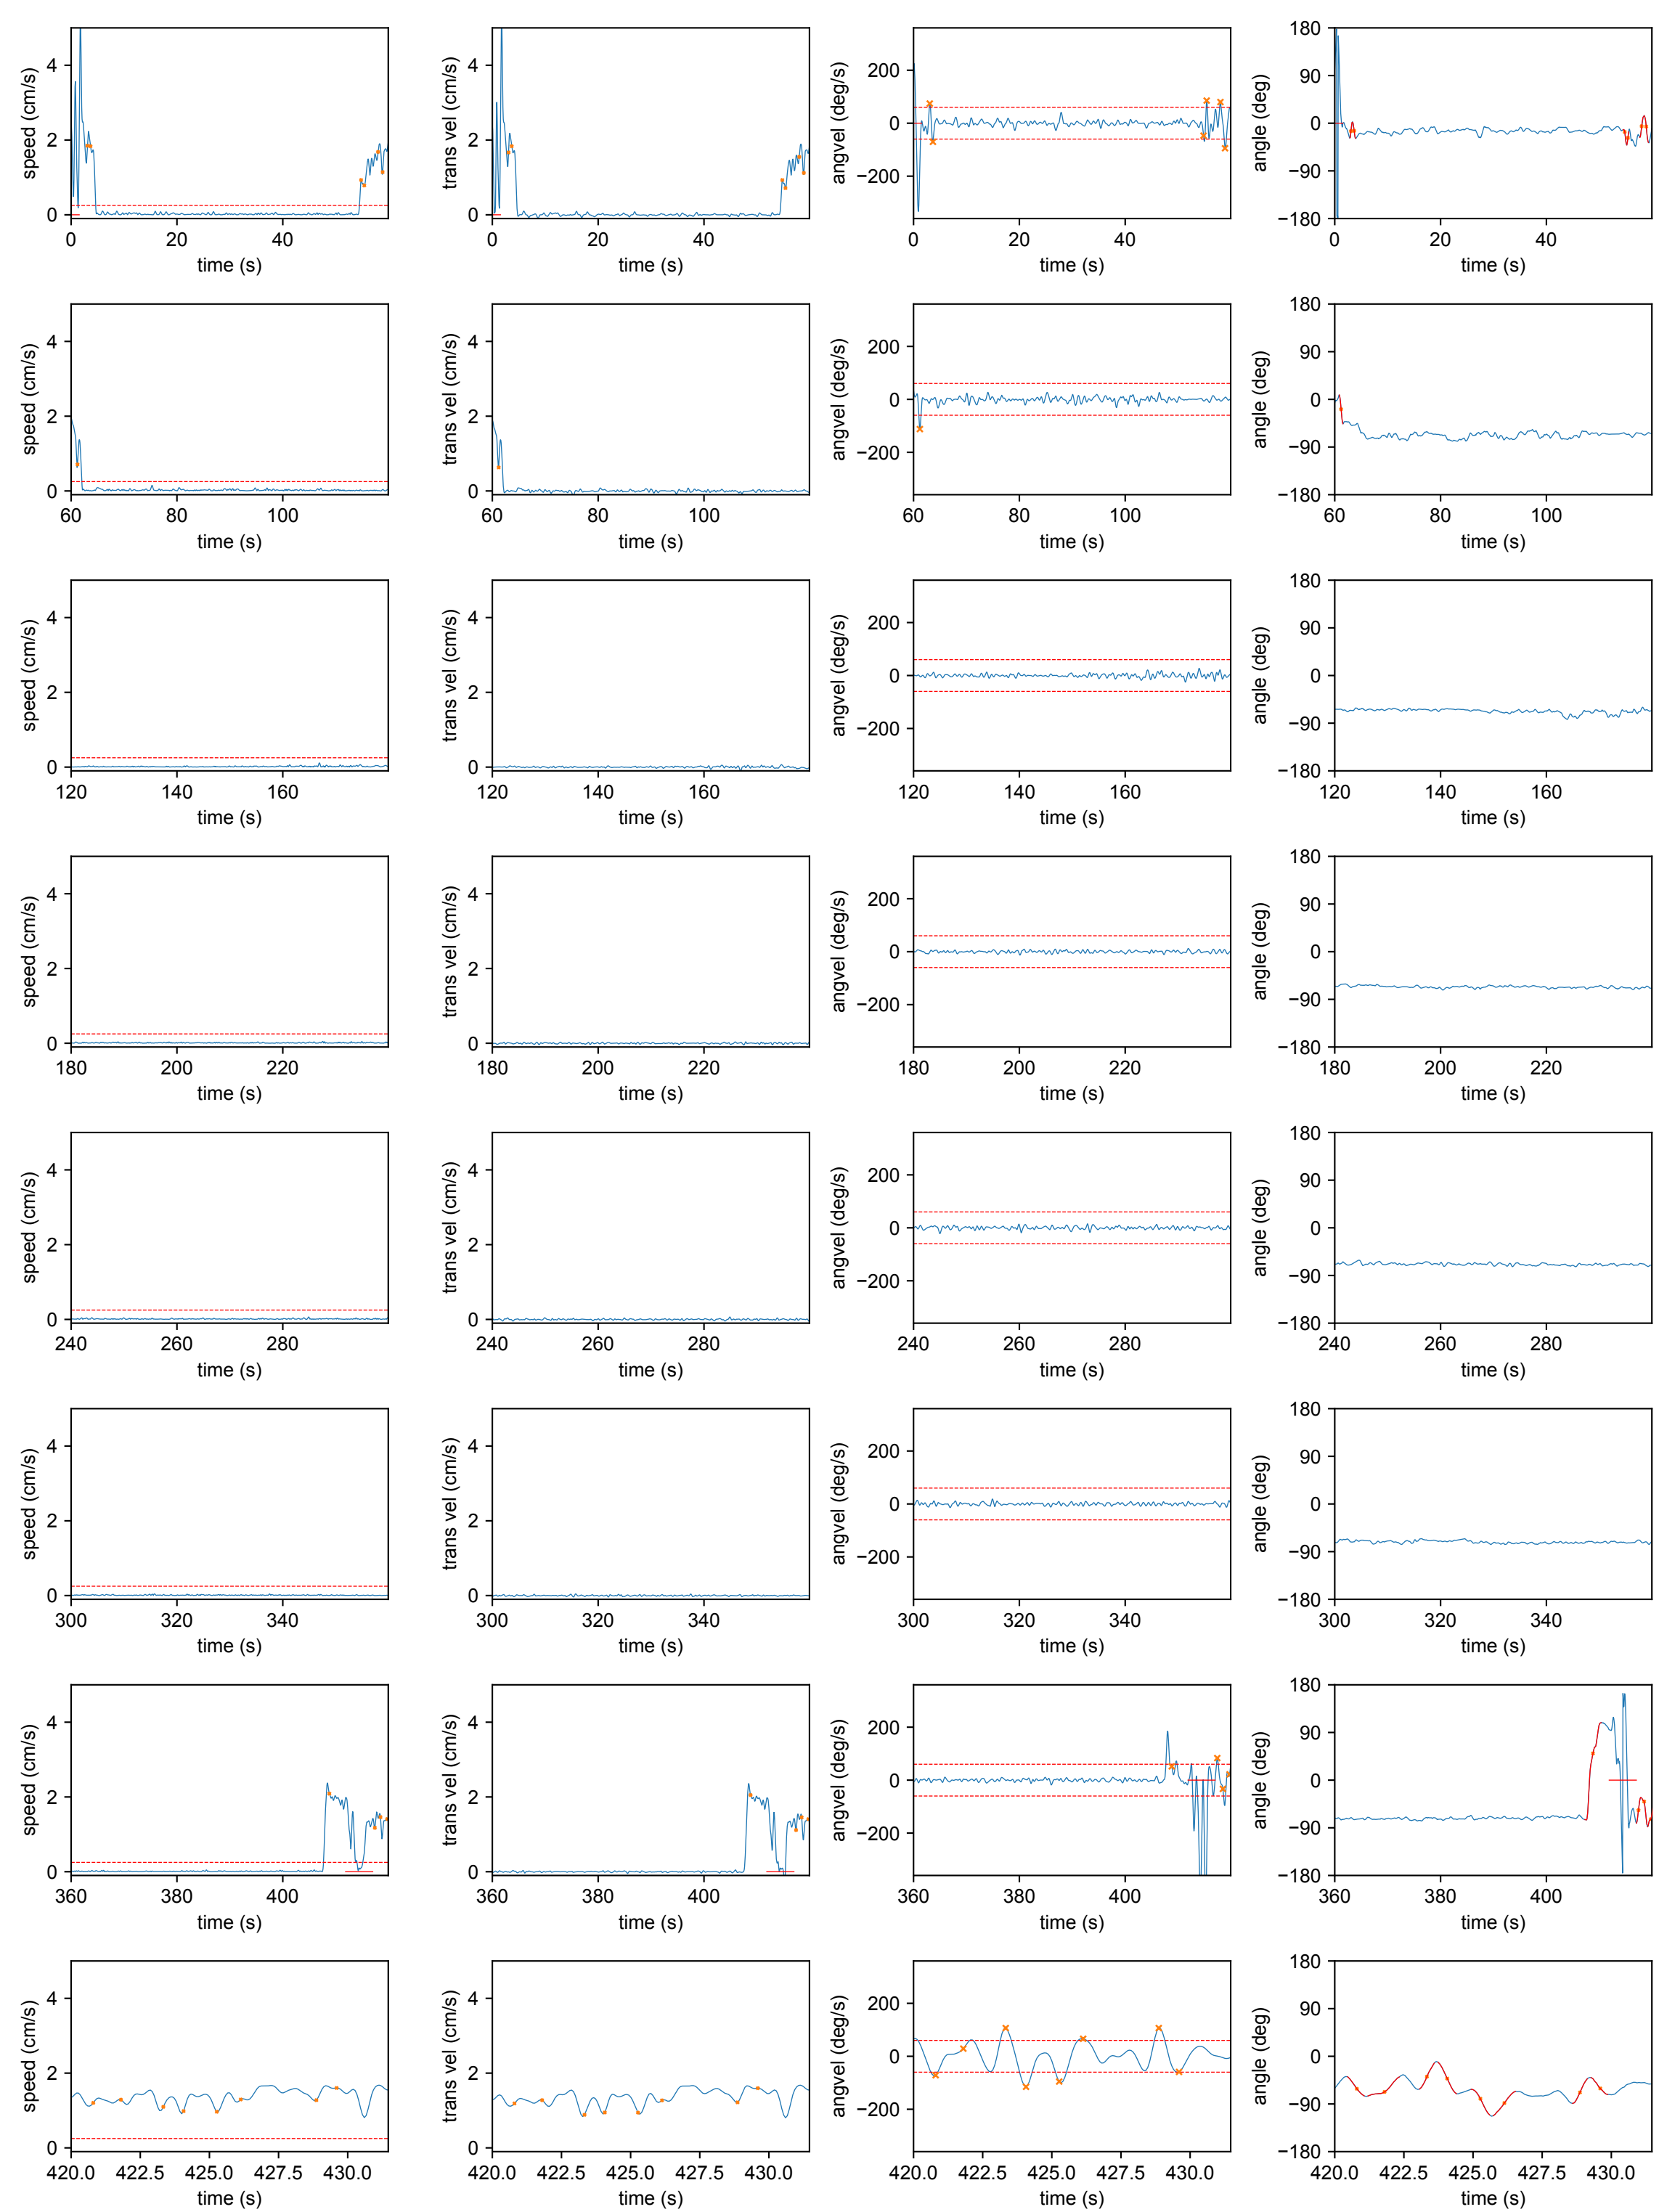 speed (cm/s) 4 2 0 0 20 40 time (s)
trans vel (cm/s) 4 2 0 0 20 40 time (s)
angvel (deg/s) 200 0 −200 0 20 40 time (s)
angle (deg) 180 90 0 −90 −180 0 20 40 time (s)
speed (cm/s) 4 2 0 60 80 100 time (s)
trans vel (cm/s) 4 2 0 60 80 100 time (s)
angvel (deg/s) 200 0 −200 60 80 100 time (s)
angle (deg) 180 90 0 −90 −180 60 80 100 time (s)
speed (cm/s) 4 2 0 120 140 160 time (s)
trans vel (cm/s) 4 2 0 120 140 160 time (s)
angvel (deg/s) 200 0 −200 120 140 160 time (s)
angle (deg) 180 90 0 −90 −180 120 140 160 time (s)
speed (cm/s) 4 2 0 180 200 220 time (s)
trans vel (cm/s) 4 2 0 180 200 220 time (s)
angvel (deg/s) 200 0 −200 180 200 220 time (s)
angle (deg) 180 90 0 −90 −180 180 200 220 time (s)
speed (cm/s) 4 2 0 240 260 280 time (s)
trans vel (cm/s) 4 2 0 240 260 280 time (s)
angvel (deg/s) 200 0 −200 240 260 280 time (s)
angle (deg) 180 90 0 −90 −180 240 260 280 time (s)
speed (cm/s) 4 2 0 300 320 340 time (s)
trans vel (cm/s) 4 2 0 300 320 340 time (s)
angvel (deg/s) 200 0 −200 300 320 340 time (s)
angle (deg) 180 90 0 −90 −180 300 320 340 time (s)
speed (cm/s) 4 2 0 360 380 400 time (s)
trans vel (cm/s) 4 2 0 360 380 400 time (s)
angvel (deg/s) 200 0 −200 360 380 400 time (s)
angle (deg) 180 90 0 −90 −180 360 380 400 time (s)
speed (cm/s) 4 2 0 420.0 422.5 425.0 427.5 430.0 time (s)
trans vel (cm/s) 4 2 0 420.0 422.5 425.0 427.5 430.0 time (s)
angvel (deg/s) 200 0 −200 420.0 422.5 425.0 427.5 430.0 time (s)
angle (deg) 180 90 0 −90 −180 420.0 422.5 425.0 427.5 430.0 time (s)